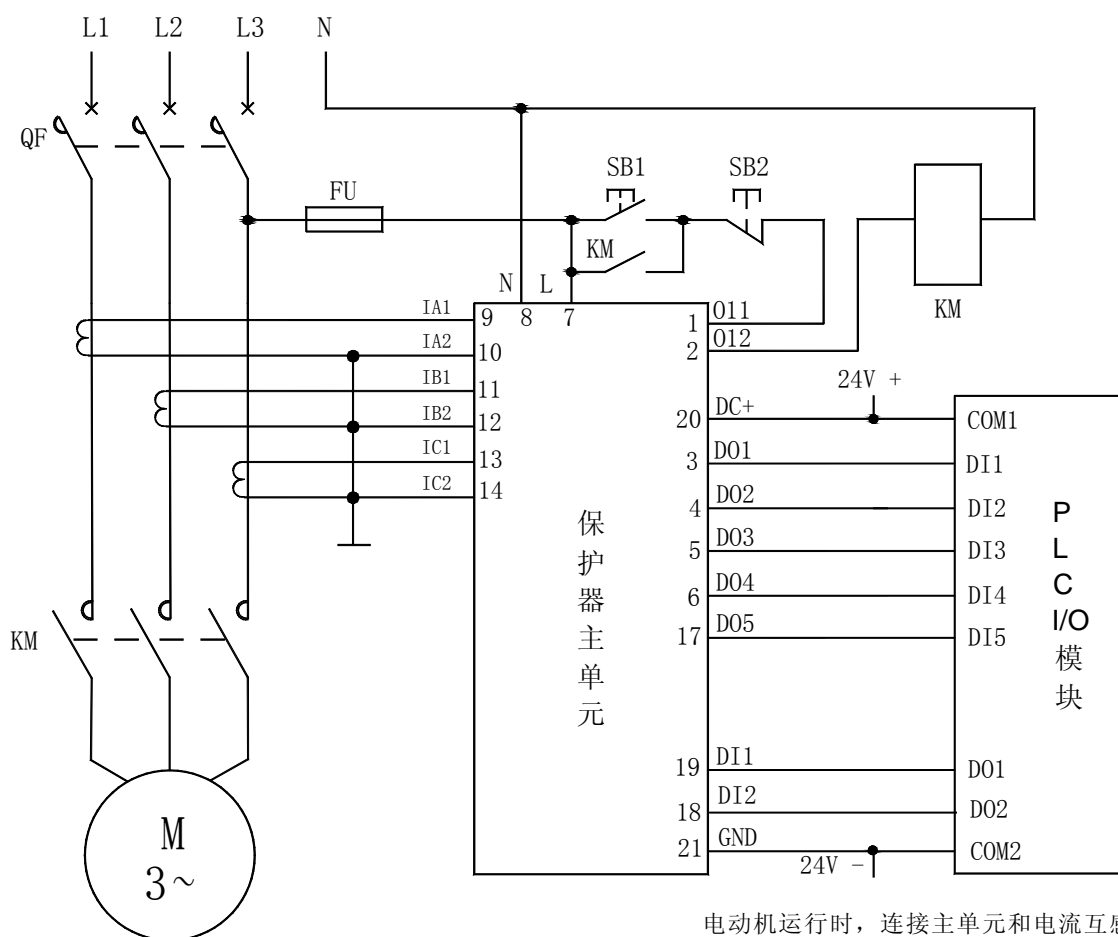 L1 L2 L3 N
QF
FU
SB1 SB2
KM
KM
N L
8 7
IA1 9
IA2 10
IB1 11
IB2 12
IC1 13
IC2 14
1 O11
2 O12
24V +
20 DC+ COM1
3 DO1 DI1
4 DO2 DI2
5 DO3 DI3
6 DO4 DI4
17 DO5 DI5
保护器主单元
PLC I/O模块
KM
19 DI1 DO1
18 DI2 DO2
21 GND COM2
24V -
M
3~
电动机运行时，连接主单元和电流互